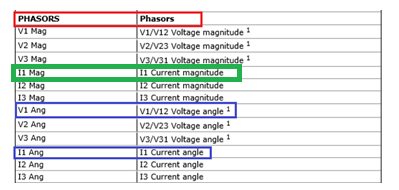 PHASORS Phasors
V1 Mag V1/V12 Voltage magnitude 1
V2 Mag V2/V23 Voltage magnitude 1
V3 Mag V3/V31 Voltage magnitude 1
I1 Mag I1 Current magnitude
I2 Mag I2 Current magnitude
I3 Mag I3 Current magnitude
V1 Ang V1/V12 Voltage angle 1
V2 Ang V2/V23 Voltage angle 1
V3 Ang V3/V31 Voltage angle 1
I1 Ang I1 Current angle
I2 Ang I2 Current angle
I3 Ang I3 Current angle